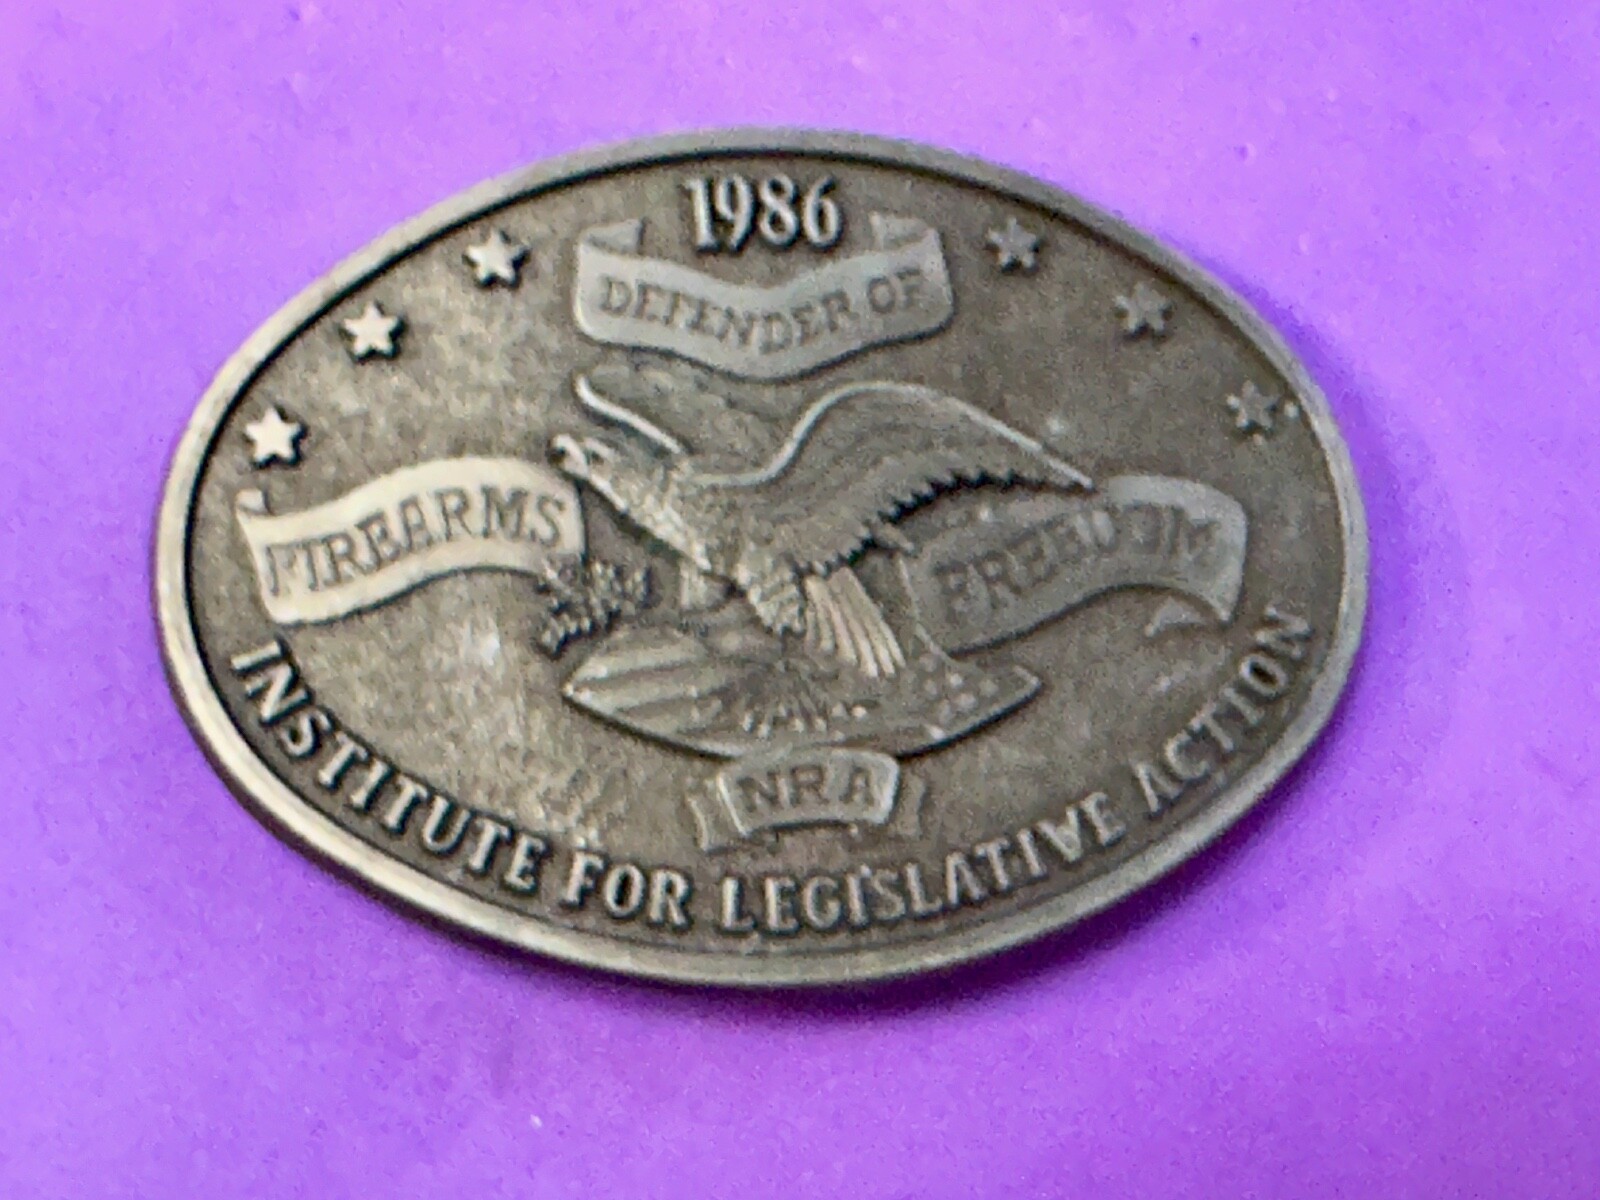 1986
DEFENDER OF
FIREARMS
FREEDOM
NRA
INSTITUTE FOR LEGISLATIVE ACTION